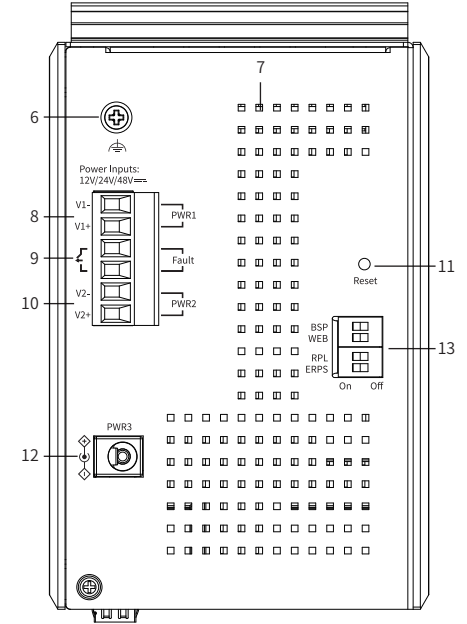 7
6
Power Inputs:
12V/24V/48V⎓
V1-
8
PWR1
V1+
9
Fault
11
Reset
V2-
10
PWR2
V2+
BSP
WEB
13
RPL
ERPS
On Off
PWR3
12